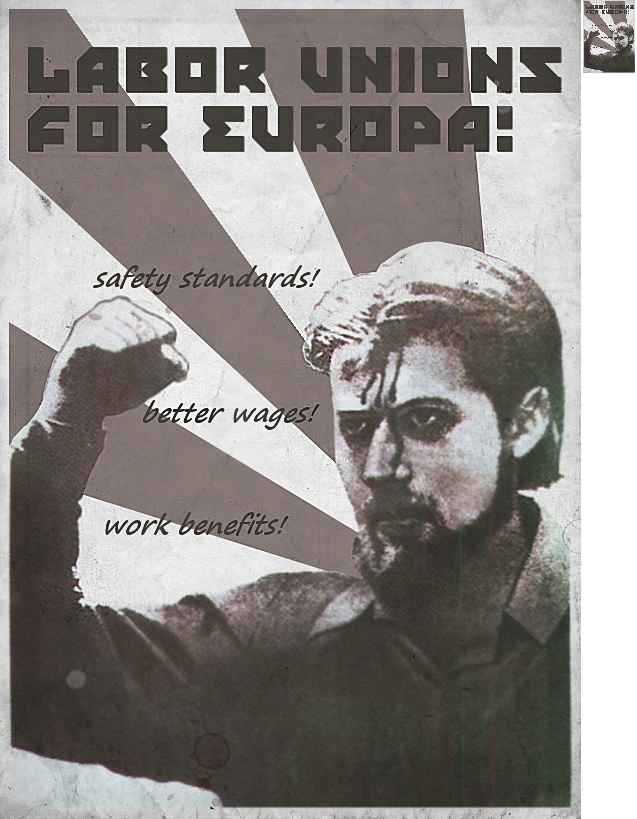 LABOR UNIONS
FOR EUROPA!
safety standards!
better wages!
work benefits!